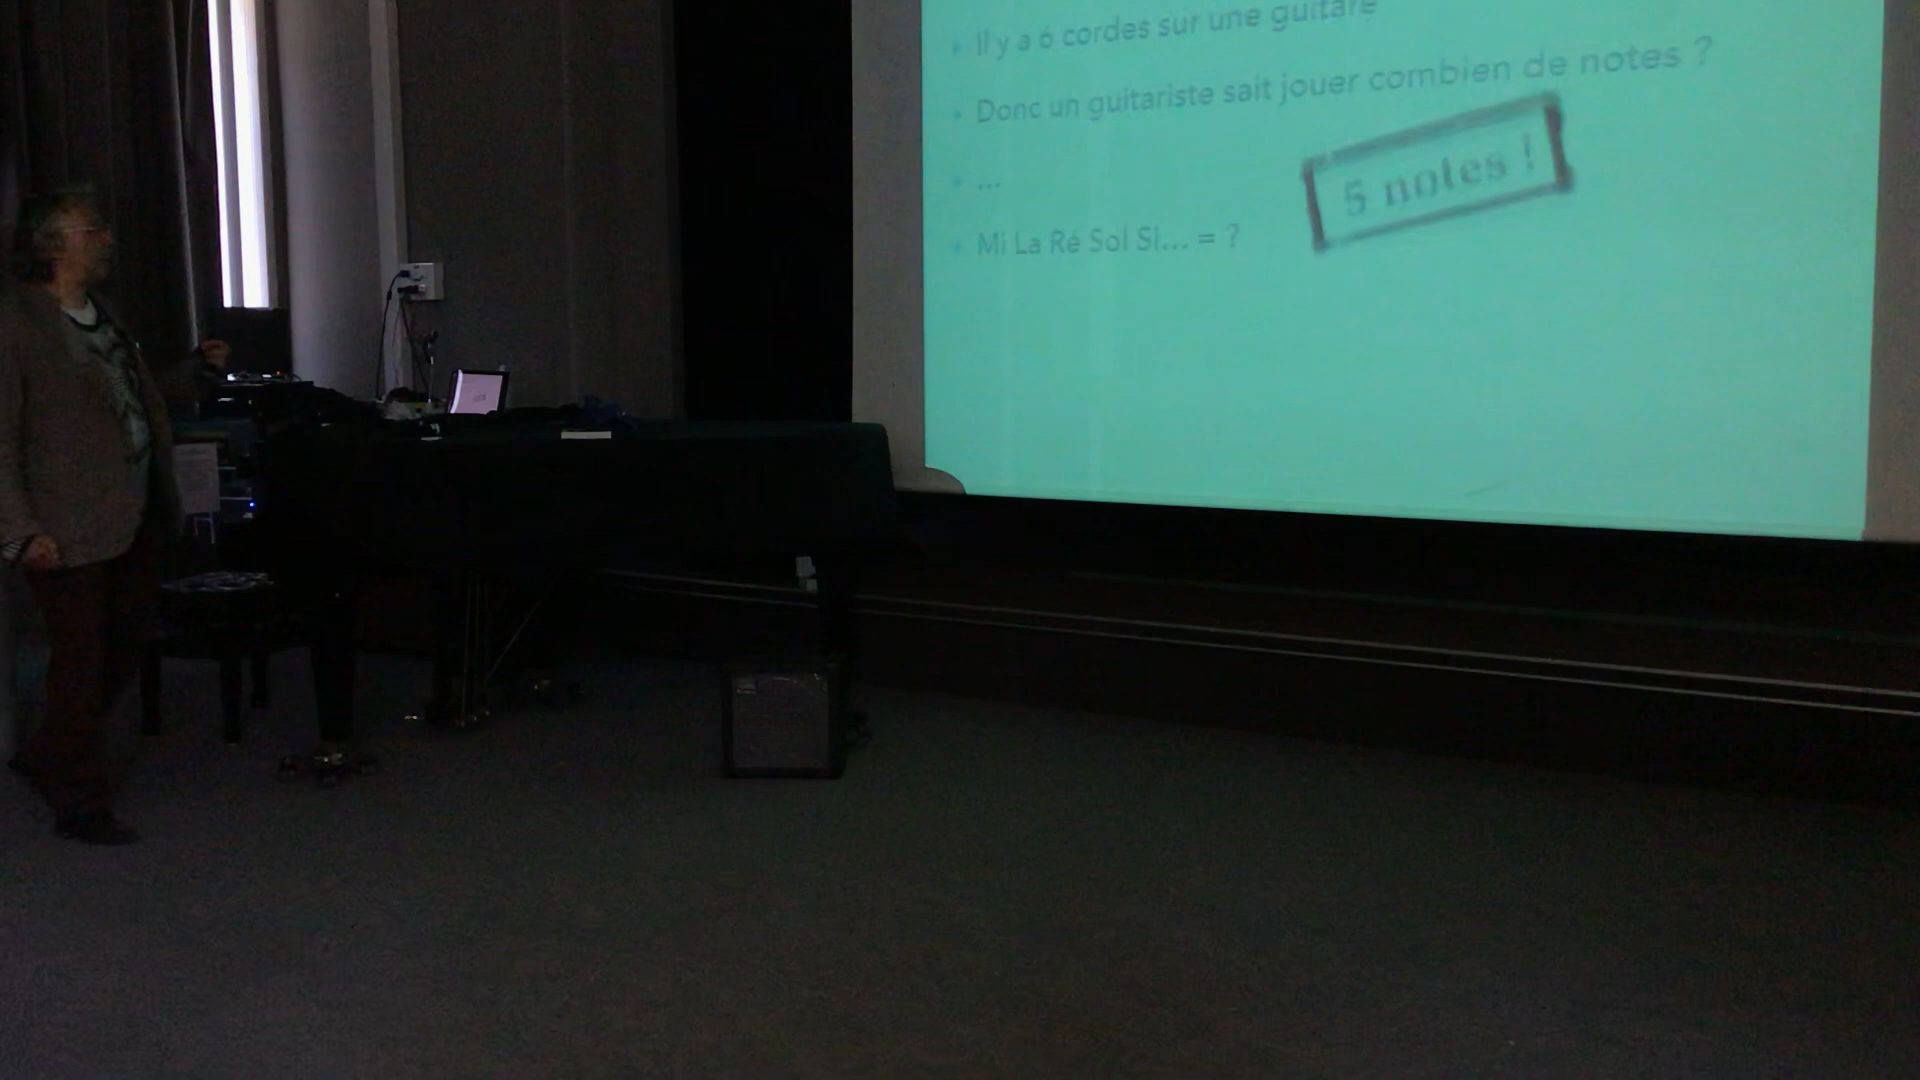 Il y a 6 cordes sur une guitare
Donc un guitariste sait jouer combien de notes ?
5 notes !
...
Mi La Ré Sol Si... = ?